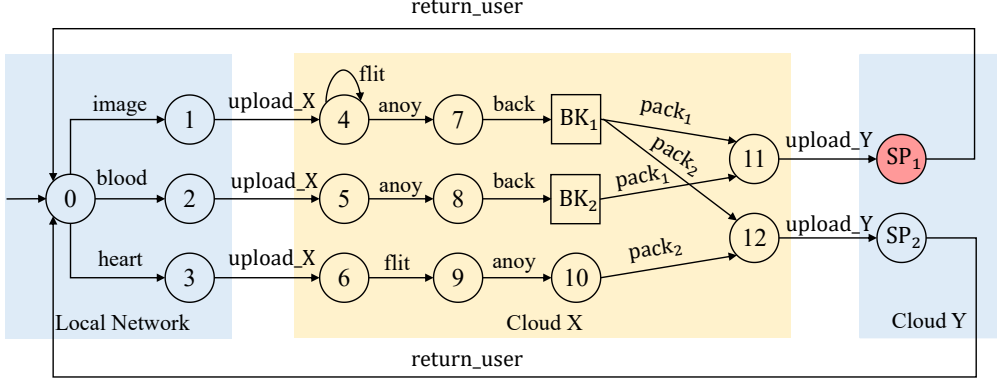 return_user
flit
image 1 upload_X 4 anoy 7 back BK₁ pack₁
pack₂ 11 upload_Y SP₁
0 blood 2 upload_X 5 anoy 8 back BK₂ pack₁
12 upload_Y SP₂
heart 3 upload_X 6 flit 9 anoy 10 pack₂
Local Network Cloud X Cloud Y
return_user